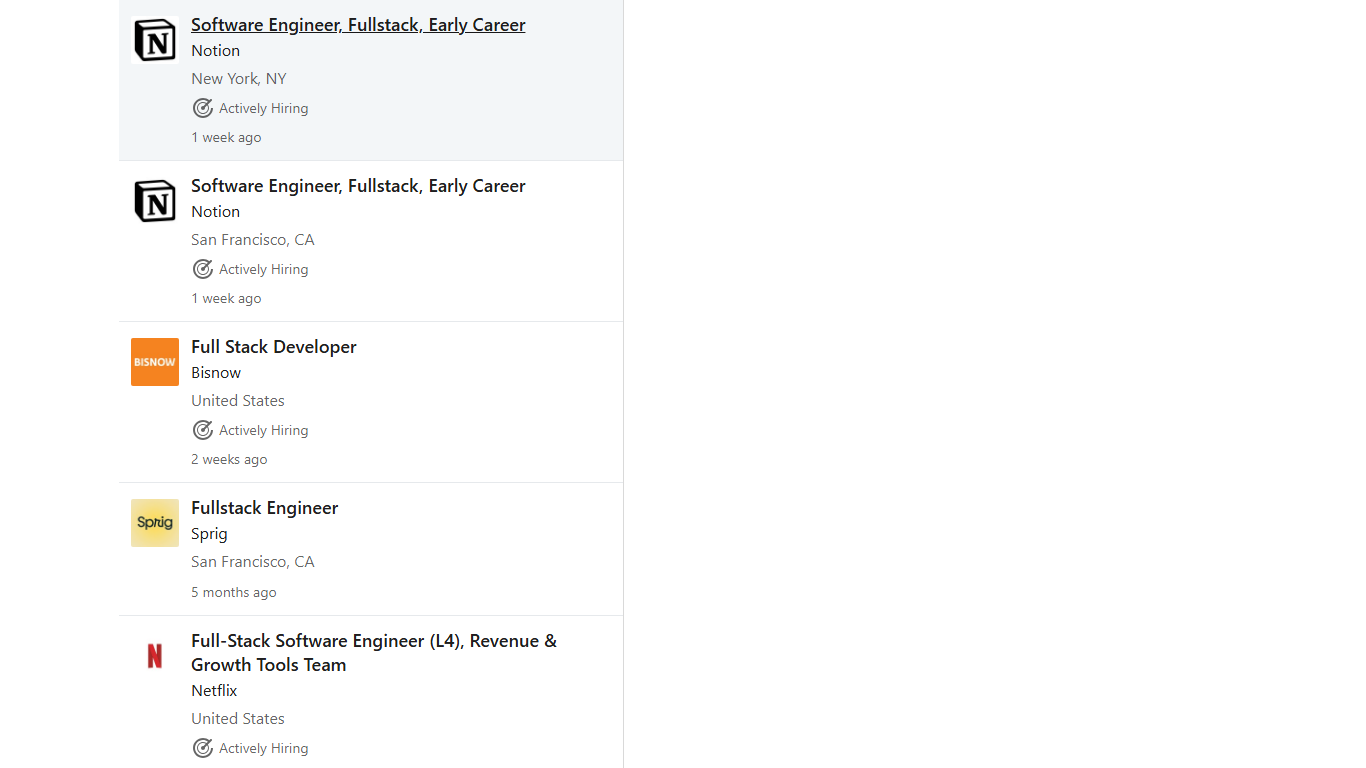 Software Engineer, Fullstack, Early Career
Notion
New York, NY
Actively Hiring
1 week ago
Software Engineer, Fullstack, Early Career
Notion
San Francisco, CA
Actively Hiring
1 week ago
BISNOW
Full Stack Developer
Bisnow
United States
Actively Hiring
2 weeks ago
Sprig
Fullstack Engineer
Sprig
San Francisco, CA
5 months ago
Full-Stack Software Engineer (L4), Revenue &
Growth Tools Team
Netflix
United States
Actively Hiring